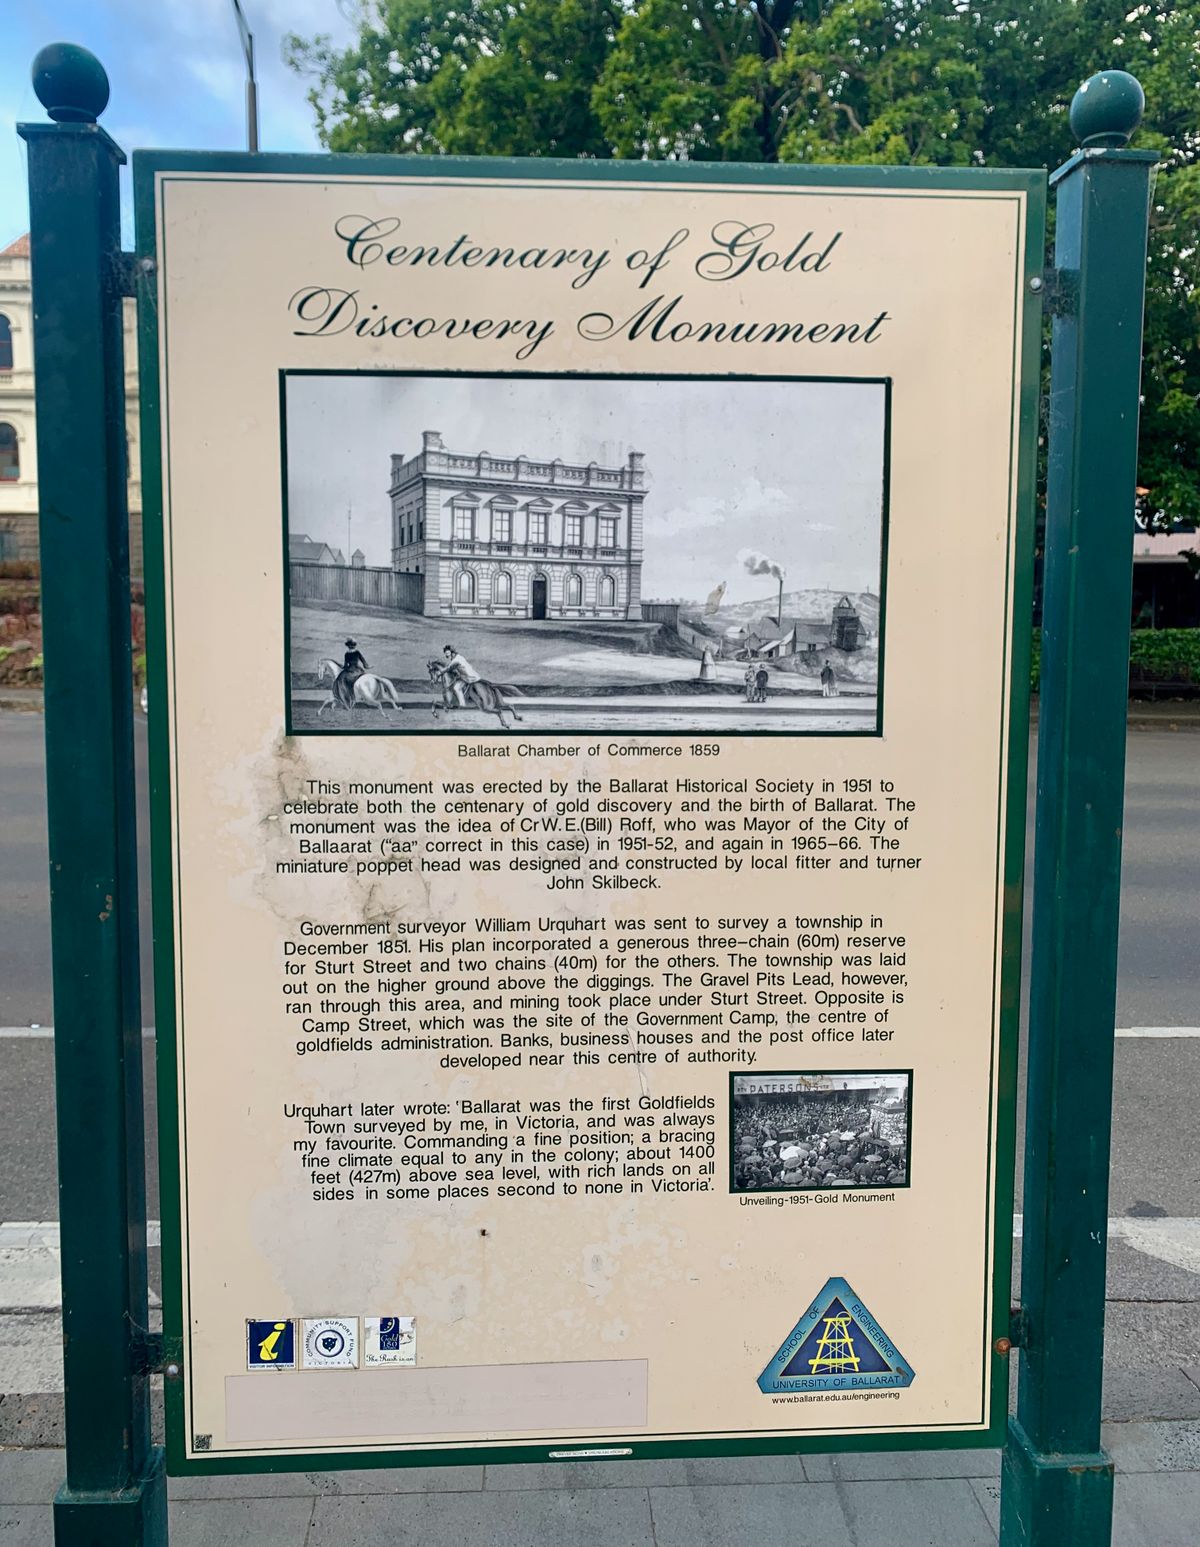 Centenary of Gold
Discovery Monument
Ballarat Chamber of Commerce 1859
This monument was erected by the Ballarat Historical Society in 1951 to
celebrate both the centenary of gold discovery and the birth of Ballarat. The
monument was the idea of Cr W. E.(Bill) Roff, who was Mayor of the City of
Ballaarat (“aa” correct in this case) in 1951-52, and again in 1965–66. The
miniature poppet head was designed and constructed by local fitter and turner
John Skilbeck.
Government surveyor William Urquhart was sent to survey a township in
December 1851. His plan incorporated a generous three–chain (60m) reserve
for Sturt Street and two chains (40m) for the others. The township was laid
out on the higher ground above the diggings. The Gravel Pits Lead, however,
ran through this area, and mining took place under Sturt Street. Opposite is
Camp Street, which was the site of the Government Camp, the centre of
goldfields administration. Banks, business houses and the post office later
developed near this centre of authority.
Urquhart later wrote: ‘Ballarat was the first Goldfields
Town surveyed by me, in Victoria, and was always
my favourite. Commanding a fine position; a bracing
fine climate equal to any in the colony; about 1400
feet (427m) above sea level, with rich lands on all
sides in some places second to none in Victoria’.
PATERSONS
Unveiling-1951-Gold Monument
i
VISITOR INFORMATION
COMMUNITY SUPPORT FUND
VICTORIA
Gold
150
The Rush is on
SCHOOL OF ENGINEERING
UNIVERSITY OF BALLARAT
www.ballarat.edu.au/engineering